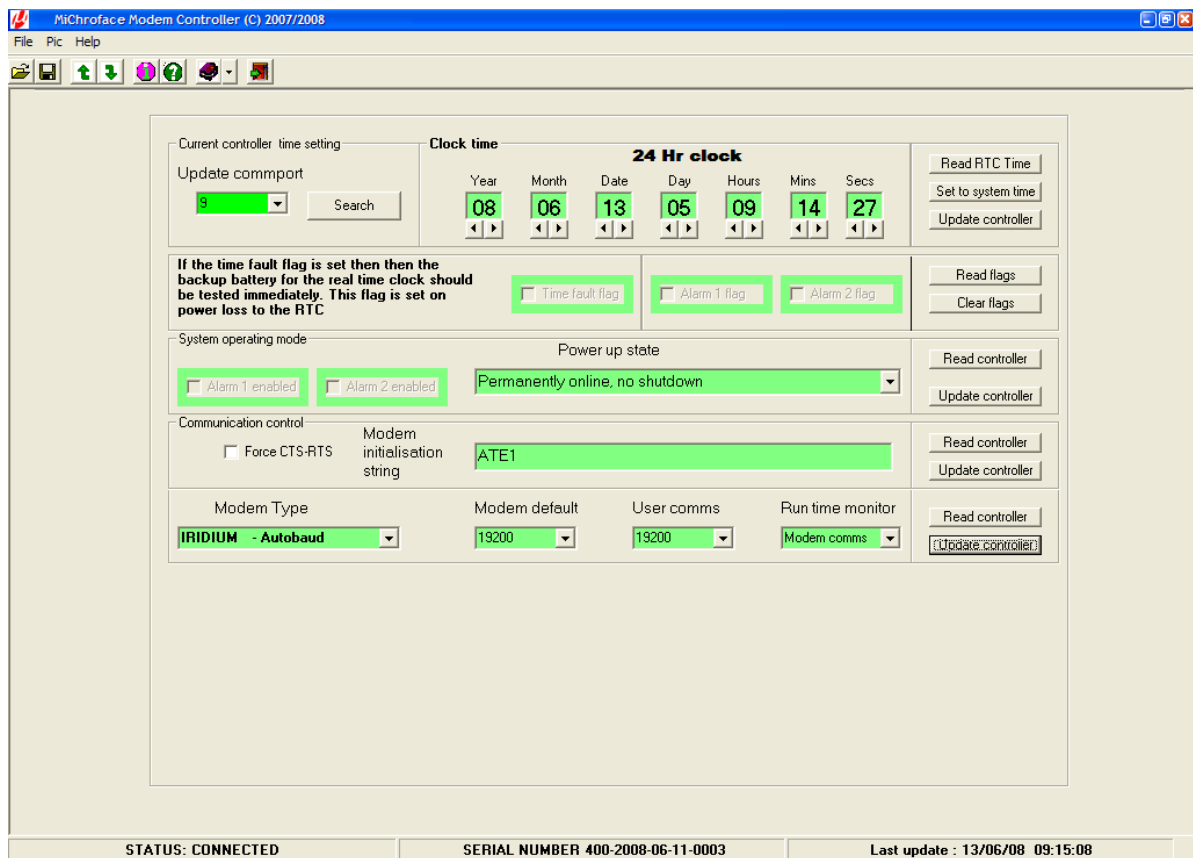 MiChroface Modem Controller (C) 2007/2008
File Pic Help
Current controller time setting
Update commport
9
Search
Clock time
24 Hr clock
Year Month Date Day Hours Mins Secs
08 06 13 05 09 14 27
Read RTC Time
Set to system time
Update controller
If the time fault flag is set then then the
backup battery for the real time clock should
be tested immediately. This flag is set on
power loss to the RTC
Time fault flag
Alarm 1 flag
Alarm 2 flag
Read flags
Clear flags
System operating mode
Alarm 1 enabled
Alarm 2 enabled
Power up state
Permanently online, no shutdown
Read controller
Update controller
Communication control
Force CTS-RTS
Modem
initialisation
string
ATE1
Read controller
Update controller
Modem Type
IRIDIUM - Autobaud
Modem default
19200
User comms
19200
Run time monitor
Modem comms
Read controller
Update controller
STATUS: CONNECTED
SERIAL NUMBER 400-2008-06-11-0003
Last update : 13/06/08 09:15:08